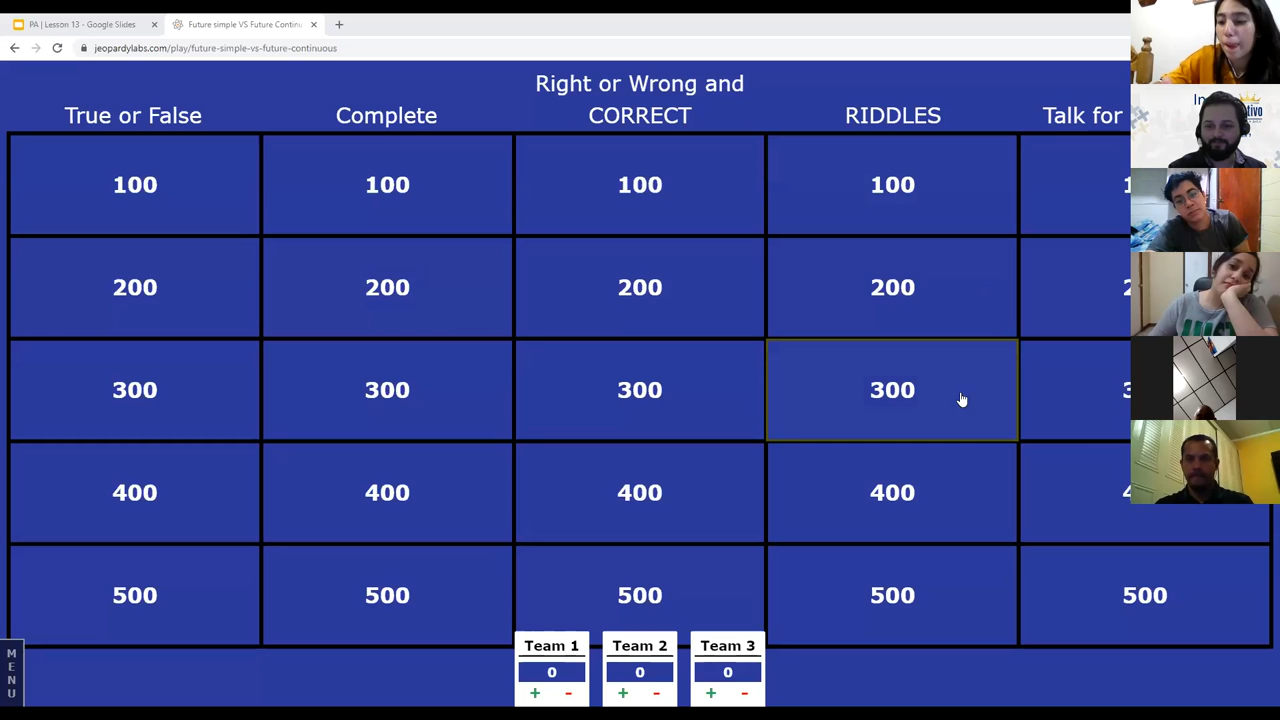 PA | Lesson 13 - Google Slides
Future simple VS Future Continu
jeopardylabs.com/play/future-simple-vs-future-continuous
True or False
Complete
Right or Wrong and
CORRECT
RIDDLES
Talk for
100
100
100
100
200
200
200
200
300
300
300
300
400
400
400
400
500
500
500
500
500
MENU
Team 1
0
+ -
Team 2
0
+ -
Team 3
0
+ -